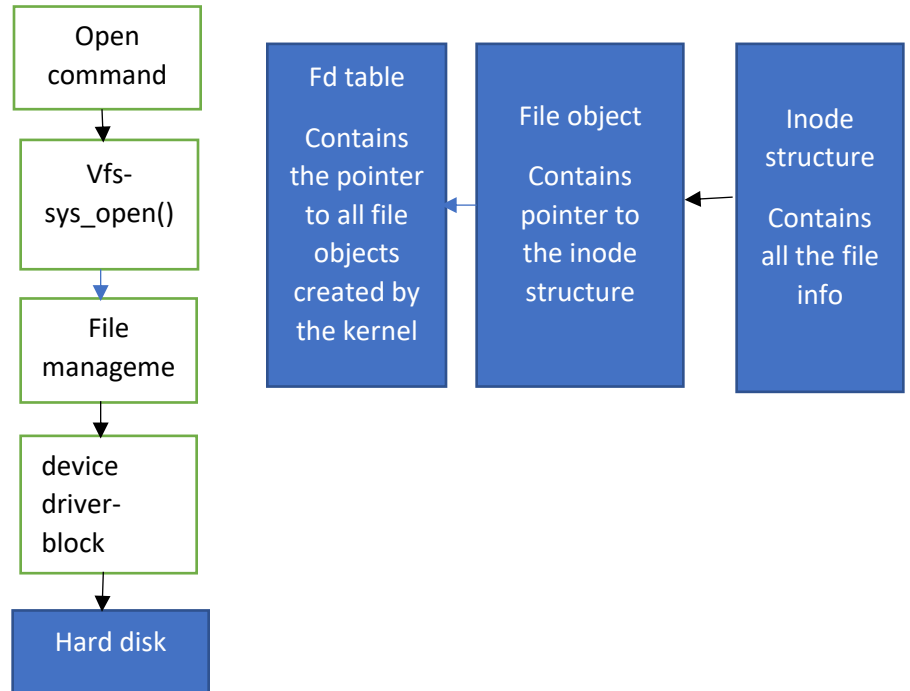 Open
command
Vfs-
sys_open()
File
manageme
device
driver-
block
Hard disk
Fd table
Contains
the pointer
to all file
objects
created by
the kernel
File object
Contains
pointer to
the inode
structure
Inode
structure
Contains
all the file
info